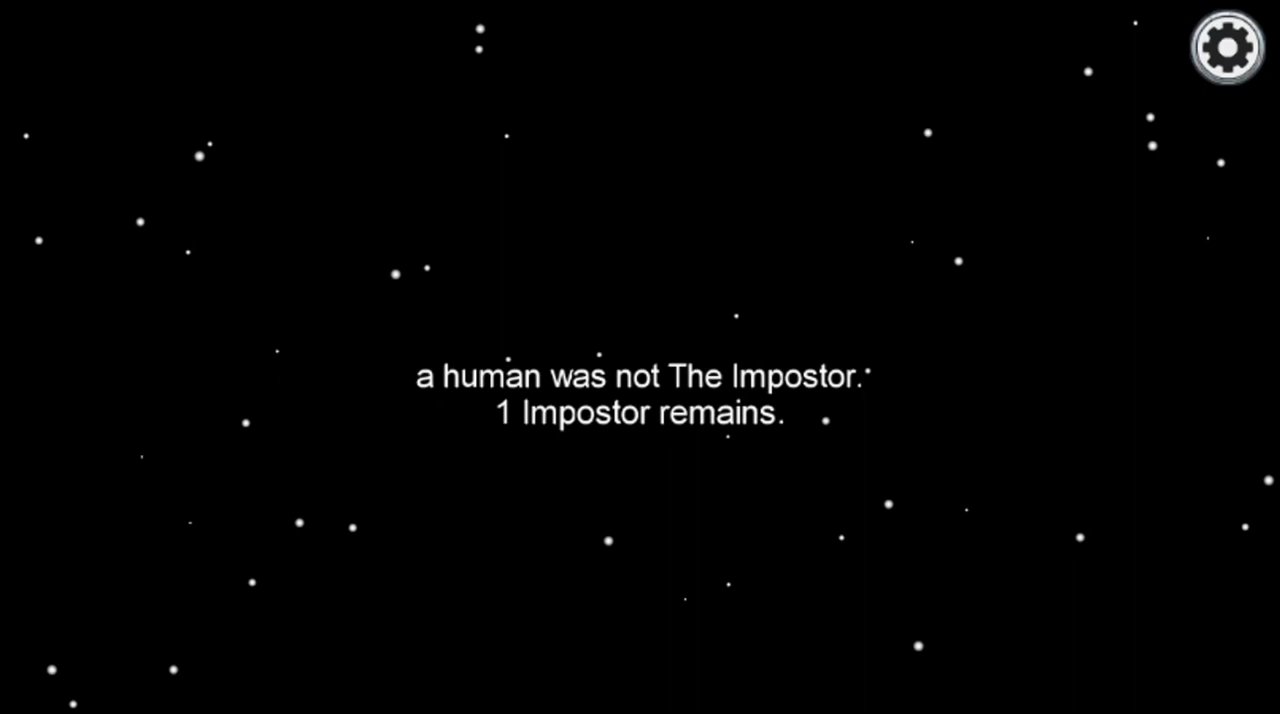 a human was not The Impostor.
1 Impostor remains.